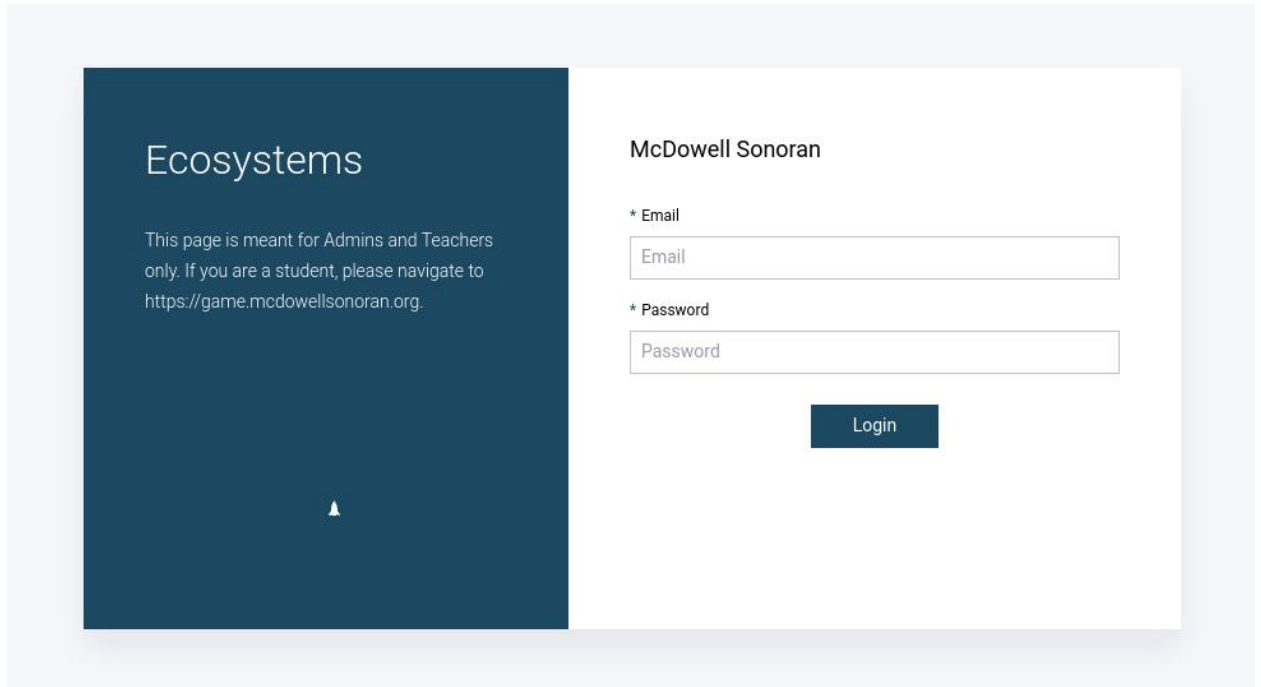 Ecosystems
This page is meant for Admins and Teachers
only. If you are a student, please navigate to
https://game.mcdowellsonoran.org.
McDowell Sonoran
* Email
Email
* Password
Password
Login